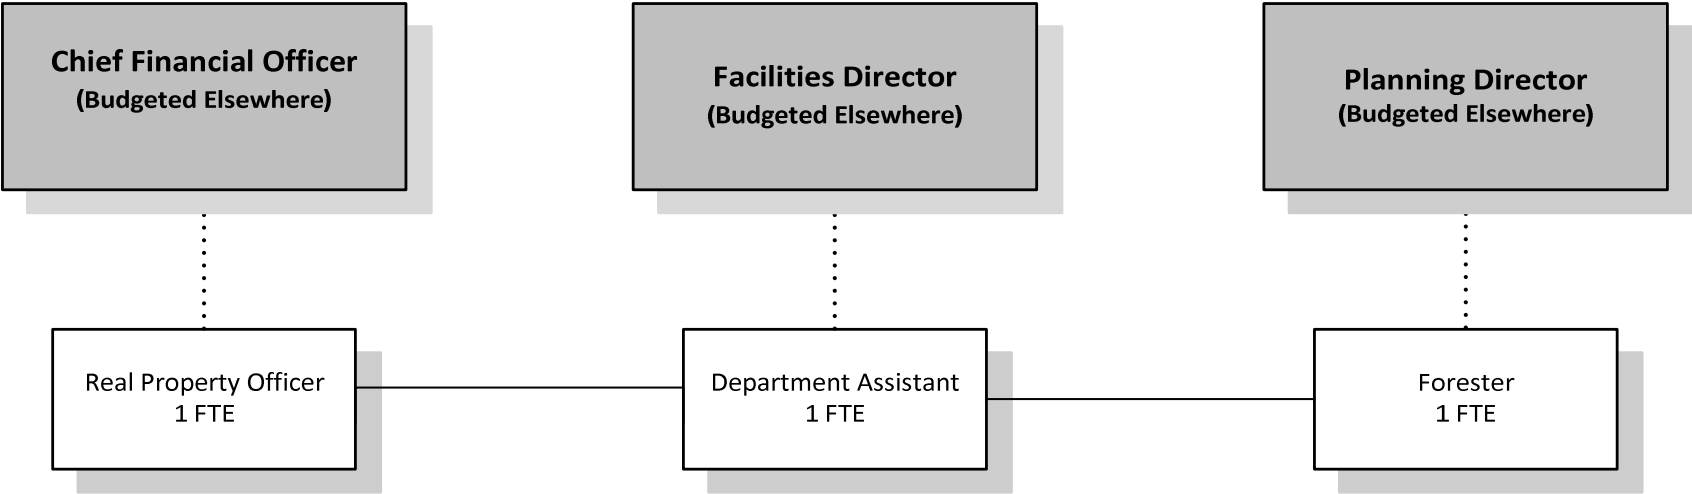 Chief Financial Officer
(Budgeted Elsewhere)
Facilities Director
(Budgeted Elsewhere)
Planning Director
(Budgeted Elsewhere)
Real Property Officer
1 FTE
Department Assistant
1 FTE
Forester
1 FTE